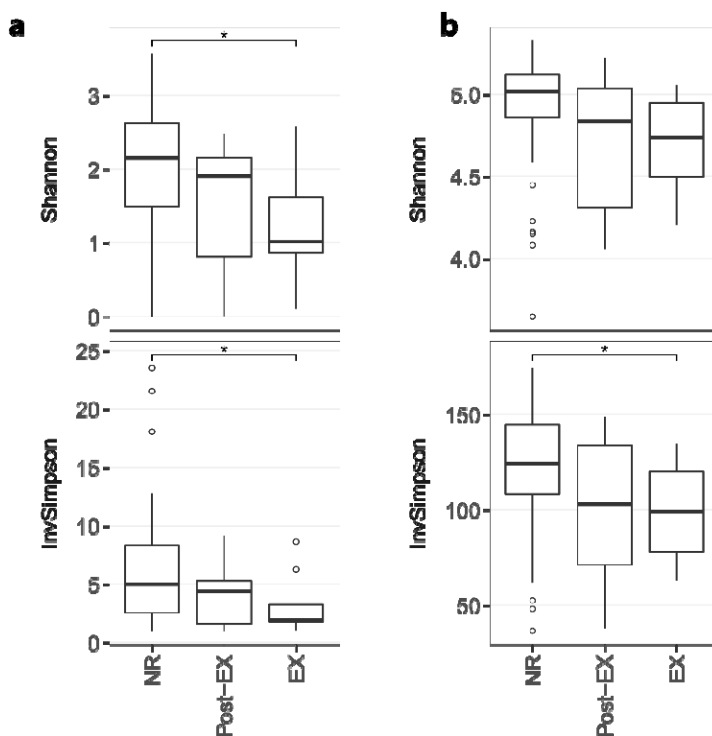 a
*
Shannon
3
2
1
0
*
InvSimpson
25
20
15
10
5
0
NR
Post-EX
EX
b
Shannon
5.0
4.5
4.0
*
InvSimpson
150
100
50
NR
Post-EX
EX